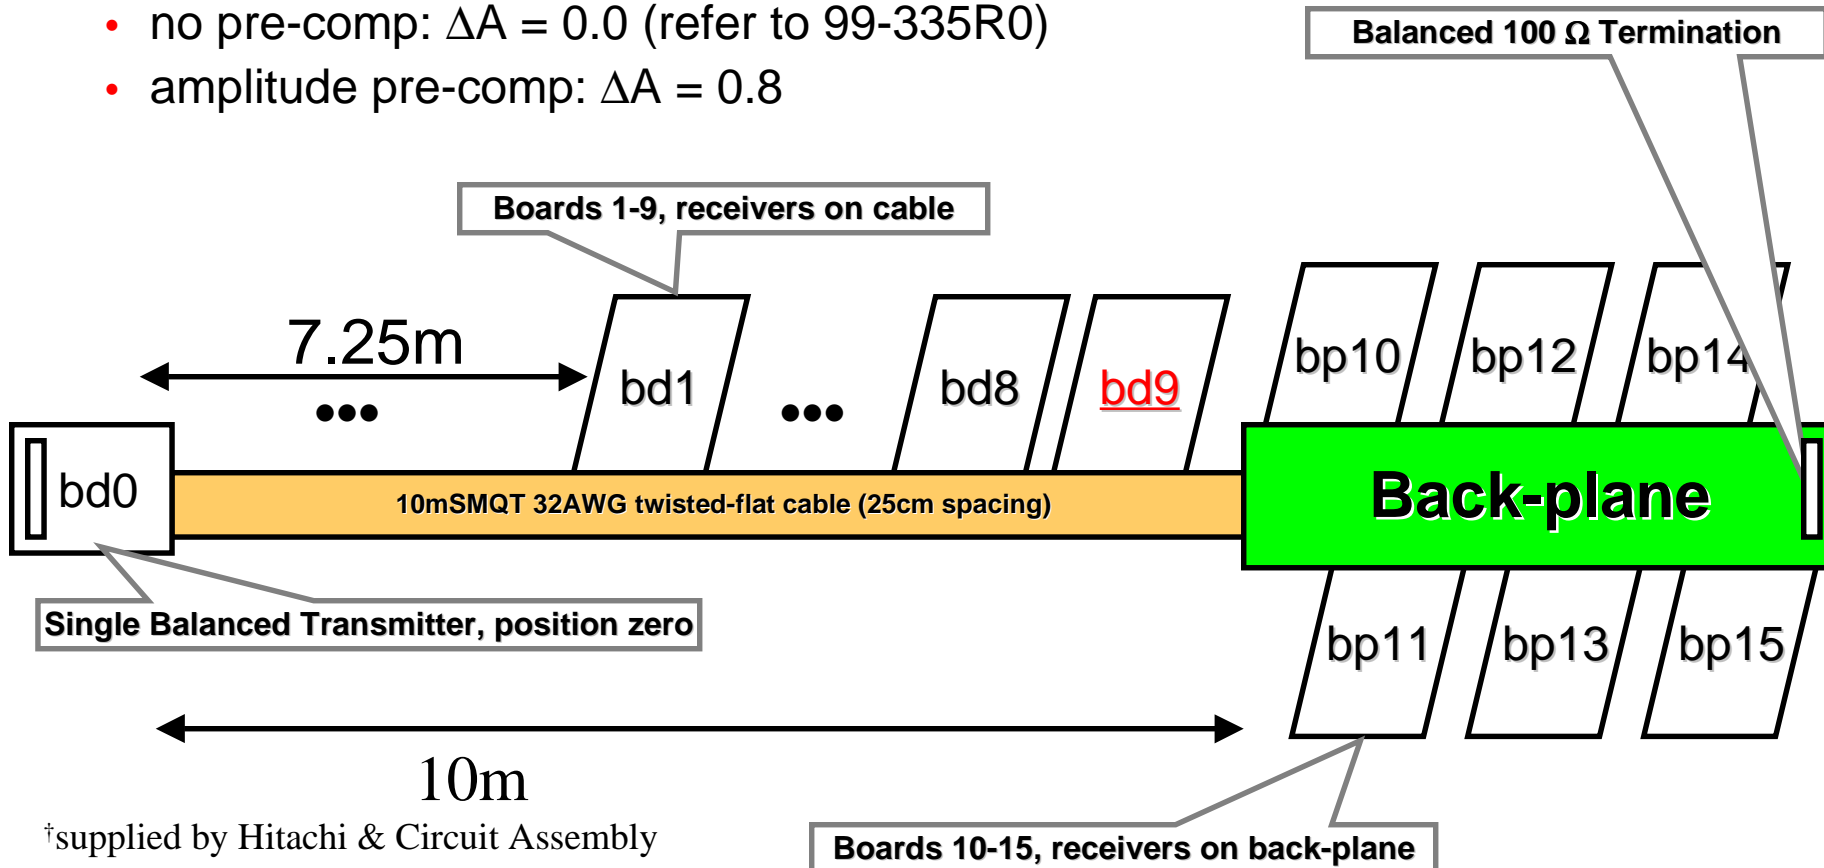 • no pre-comp: ΔA = 0.0 (refer to 99-335R0)
• amplitude pre-comp: ΔA = 0.8
Balanced 100 Ω Termination
Boards 1-9, receivers on cable
7.25m
•••
bd1
•••
bd8
bd9
bp10
bp12
bp14
bd0
10mSMQT 32AWG twisted-flat cable (25cm spacing)
Back-plane
Single Balanced Transmitter, position zero
bp11
bp13
bp15
10m
†supplied by Hitachi & Circuit Assembly
Boards 10-15, receivers on back-plane